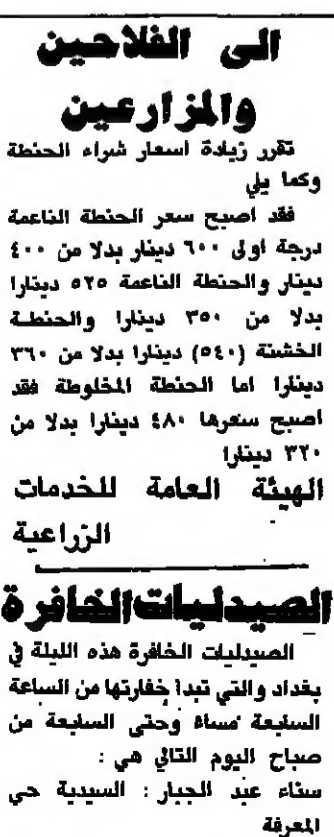 الى الفلاحين
والمزارعين
تقرر زيادة اسعار شراء الحنطة
وكما يلي
فقد اصبح سعر الحنطة الناعمة
درجة اولى ٦٠٠ دينار بدلا من ٤٠٠
دينار والحنطة الناعمة ٥٢٥ دينارا
بدلا من ٣٥٠ دينارا والحنطة
الخشنة (٥٤٠) دينارا بدلا من ٣٦٠
دينارا اما الحنطة المخلوطة فقد
اصبح سعرها ٤٨٠ دينارا بدلا من
٣٢٠ دينارا
الهيئة العامة للخدمات
الزراعية
الصيدليات الخافرة
الصيدليات الخافرة هذه الليلة في
بغداد والتي تبدا خفارتها من الساعة
السابعة مساءً وحتى السابعة من
صباح اليوم التالي هي :
سناء عبد الجبار : السيدية حي
المعرفة